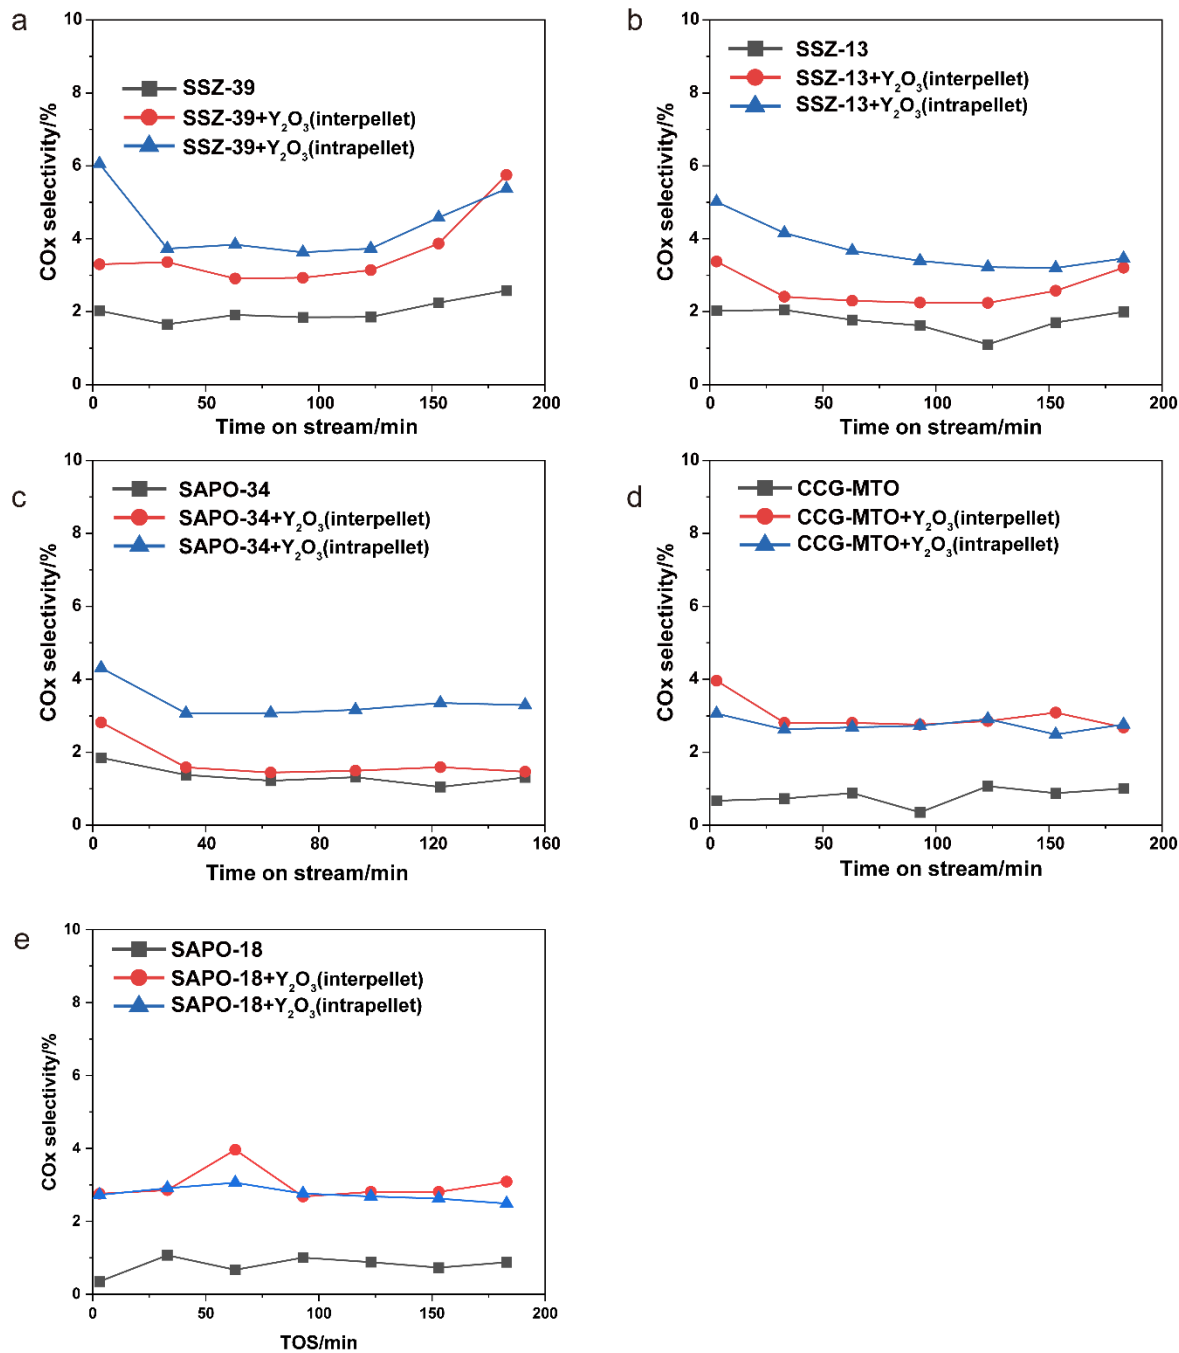 a
10
8
6
4
2
0
COx selectivity/%
SSZ-39
SSZ-39+Y₂O₃(interpellet)
SSZ-39+Y₂O₃(intrapellet)
0 50 100 150 200
Time on stream/min
b
10
8
6
4
2
0
COx selectivity/%
SSZ-13
SSZ-13+Y₂O₃(interpellet)
SSZ-13+Y₂O₃(intrapellet)
0 50 100 150 200
Time on stream/min
c
10
8
6
4
2
0
COx selectivity/%
SAPO-34
SAPO-34+Y₂O₃(interpellet)
SAPO-34+Y₂O₃(intrapellet)
0 40 80 120 160
Time on stream/min
d
10
8
6
4
2
0
COx selectivity/%
CCG-MTO
CCG-MTO+Y₂O₃(interpellet)
CCG-MTO+Y₂O₃(intrapellet)
0 50 100 150 200
Time on stream/min
e
10
8
6
4
2
0
COx selectivity/%
SAPO-18
SAPO-18+Y₂O₃(interpellet)
SAPO-18+Y₂O₃(intrapellet)
0 50 100 150 200
TOS/min